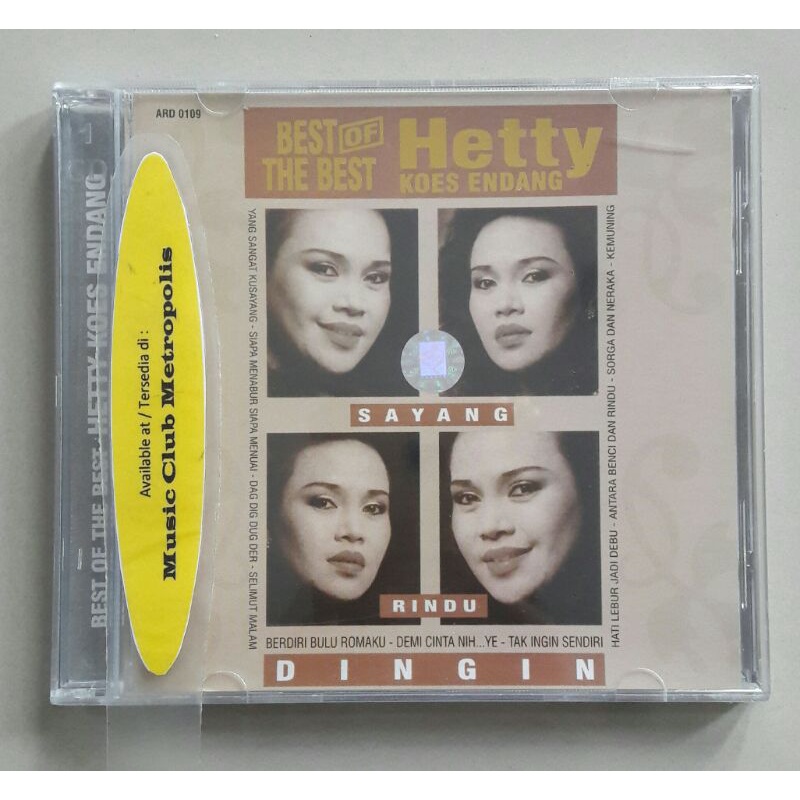 ARD 0109
BEST OF
THE BEST
Hetty
KOES ENDANG
YANG SANGAT KUSAYANG - SIAPA MENABUR SIAPA MENUAI - DAG DIG DUG DER - SELIMUT MALAM
SAYANG
RINDU
HATI LEBUR JADI DEBU - ANTARA BENCI DAN RINDU - SORGA DAN NERAKA - KEMUNING
BERDIRI BULU ROMAKU - DEMI CINTA NIH...YE - TAK INGIN SENDIRI
DINGIN
Available at / Tersedia di :
Music Club Metropolis
BEST OF THE BEST HETTY KOES ENDANG